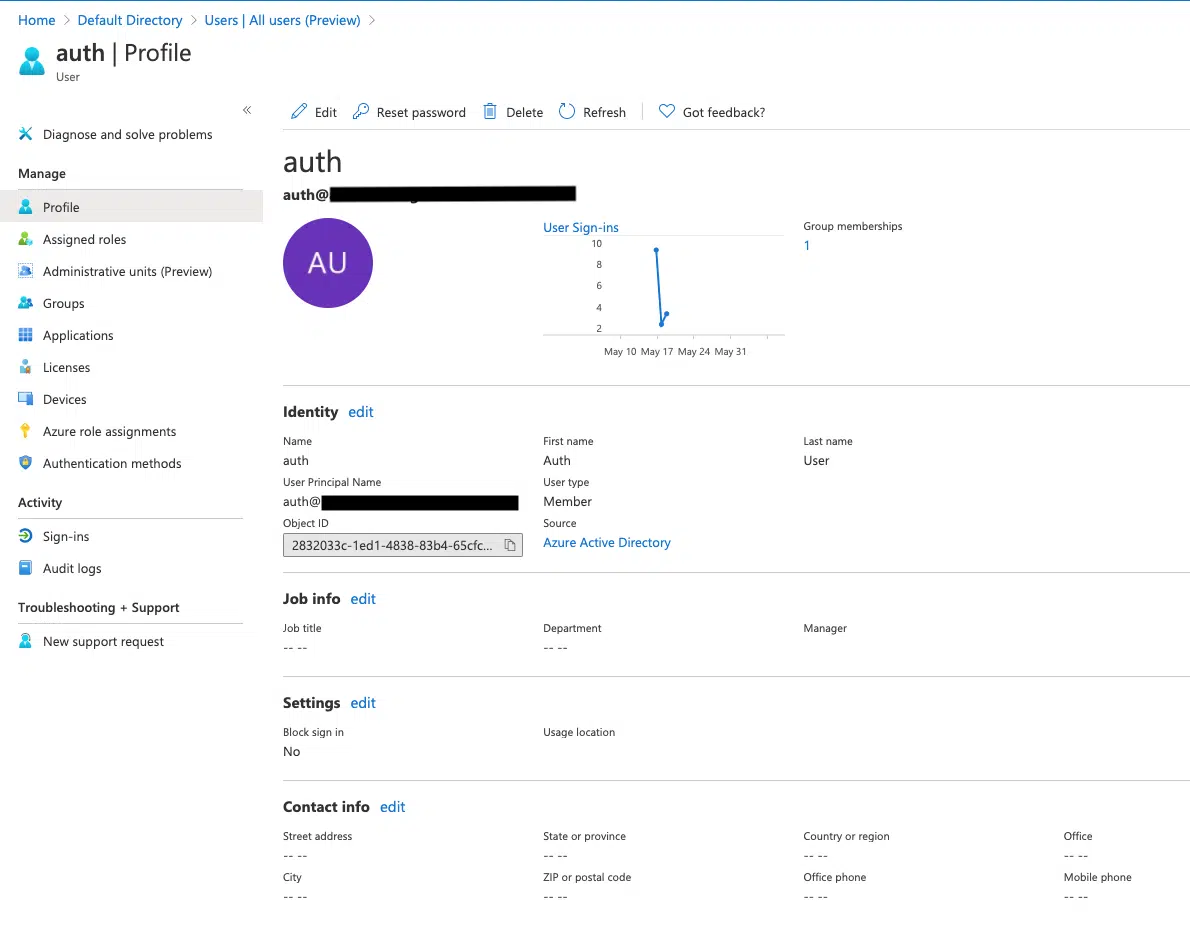 Home > Default Directory > Users | All users (Preview) >
auth | Profile
User
«
Diagnose and solve problems
Manage
Profile
Assigned roles
Administrative units (Preview)
Groups
Applications
Licenses
Devices
Azure role assignments
Authentication methods
Activity
Sign-ins
Audit logs
Troubleshooting + Support
New support request
Edit Reset password Delete Refresh Got feedback?
auth
auth@
AU
User Sign-ins
10
8
6
4
2
May 10 May 17 May 24 May 31
Group memberships
1
Identity edit
Name First name Last name
auth Auth User
User Principal Name User type
auth@ Member
Object ID Source
2832033c-1ed1-4838-83b4-65cfc... Azure Active Directory
Job info edit
Job title Department Manager
-- -- -- --
Settings edit
Block sign in Usage location
No
Contact info edit
Street address State or province Country or region Office
-- -- -- -- -- -- -- --
City ZIP or postal code Office phone Mobile phone
-- -- -- -- -- -- -- --